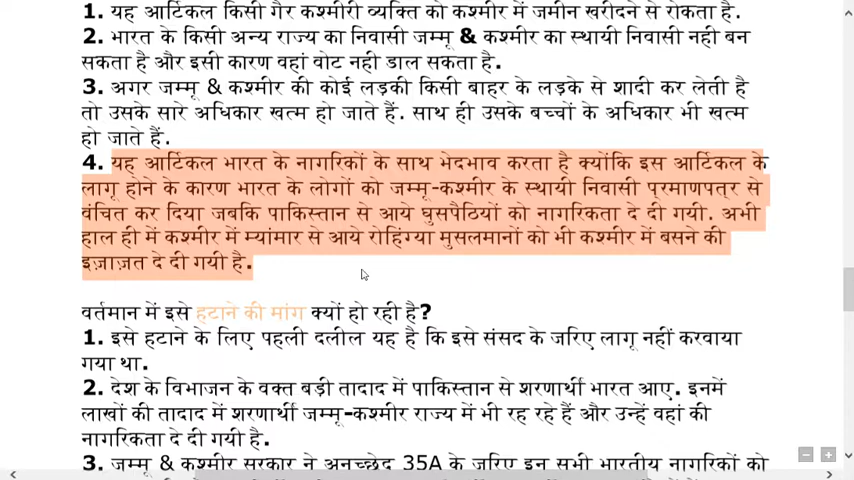 1. यह आर्टिकल किसी गैर कश्मीरी व्यक्ति को कश्मीर में जमीन खरीदने से रोकता है.
2. भारत के किसी अन्य राज्य का निवासी जम्मू & कश्मीर का स्थायी निवासी नही बन
सकता है और इसी कारण वहां वोट नही डाल सकता है.
3. अगर जम्मू & कश्मीर की कोई लड़की किसी बाहर के लड़के से शादी कर लेती है
तो उसके सारे अधिकार खत्म हो जाते हैं. साथ ही उसके बच्चों के अधिकार भी खत्म
हो जाते हैं.
4. यह आर्टिकल भारत के नागरिकों के साथ भेदभाव करता है क्योंकि इस आर्टिकल के
लागू होने के कारण भारत के लोगों को जम्मू-कश्मीर के स्थायी निवासी प्रमाणपत्र से
वंचित कर दिया जबकि पाकिस्तान से आये घुसपैठियों को नागरिकता दे दी गयी. अभी
हाल ही में कश्मीर में म्यांमार से आये रोहिंग्या मुसलमानों को भी कश्मीर में बसने की
इज़ाज़त दे दी गयी है.
वर्तमान में इसे हटाने की मांग क्यों हो रही है?
1. इसे हटाने के लिए पहली दलील यह है कि इसे संसद के जरिए लागू नहीं करवाया
गया था.
2. देश के विभाजन के वक्त बड़ी तादाद में पाकिस्तान से शरणार्थी भारत आए. इनमें
लाखों की तादाद में शरणार्थी जम्मू-कश्मीर राज्य में भी रह रहे हैं और उन्हें वहां की
नागरिकता दे दी गयी है.
3. जम्मू & कश्मीर सरकार ने अनुच्छेद 35A के जरिए इन सभी भारतीय नागरिकों को